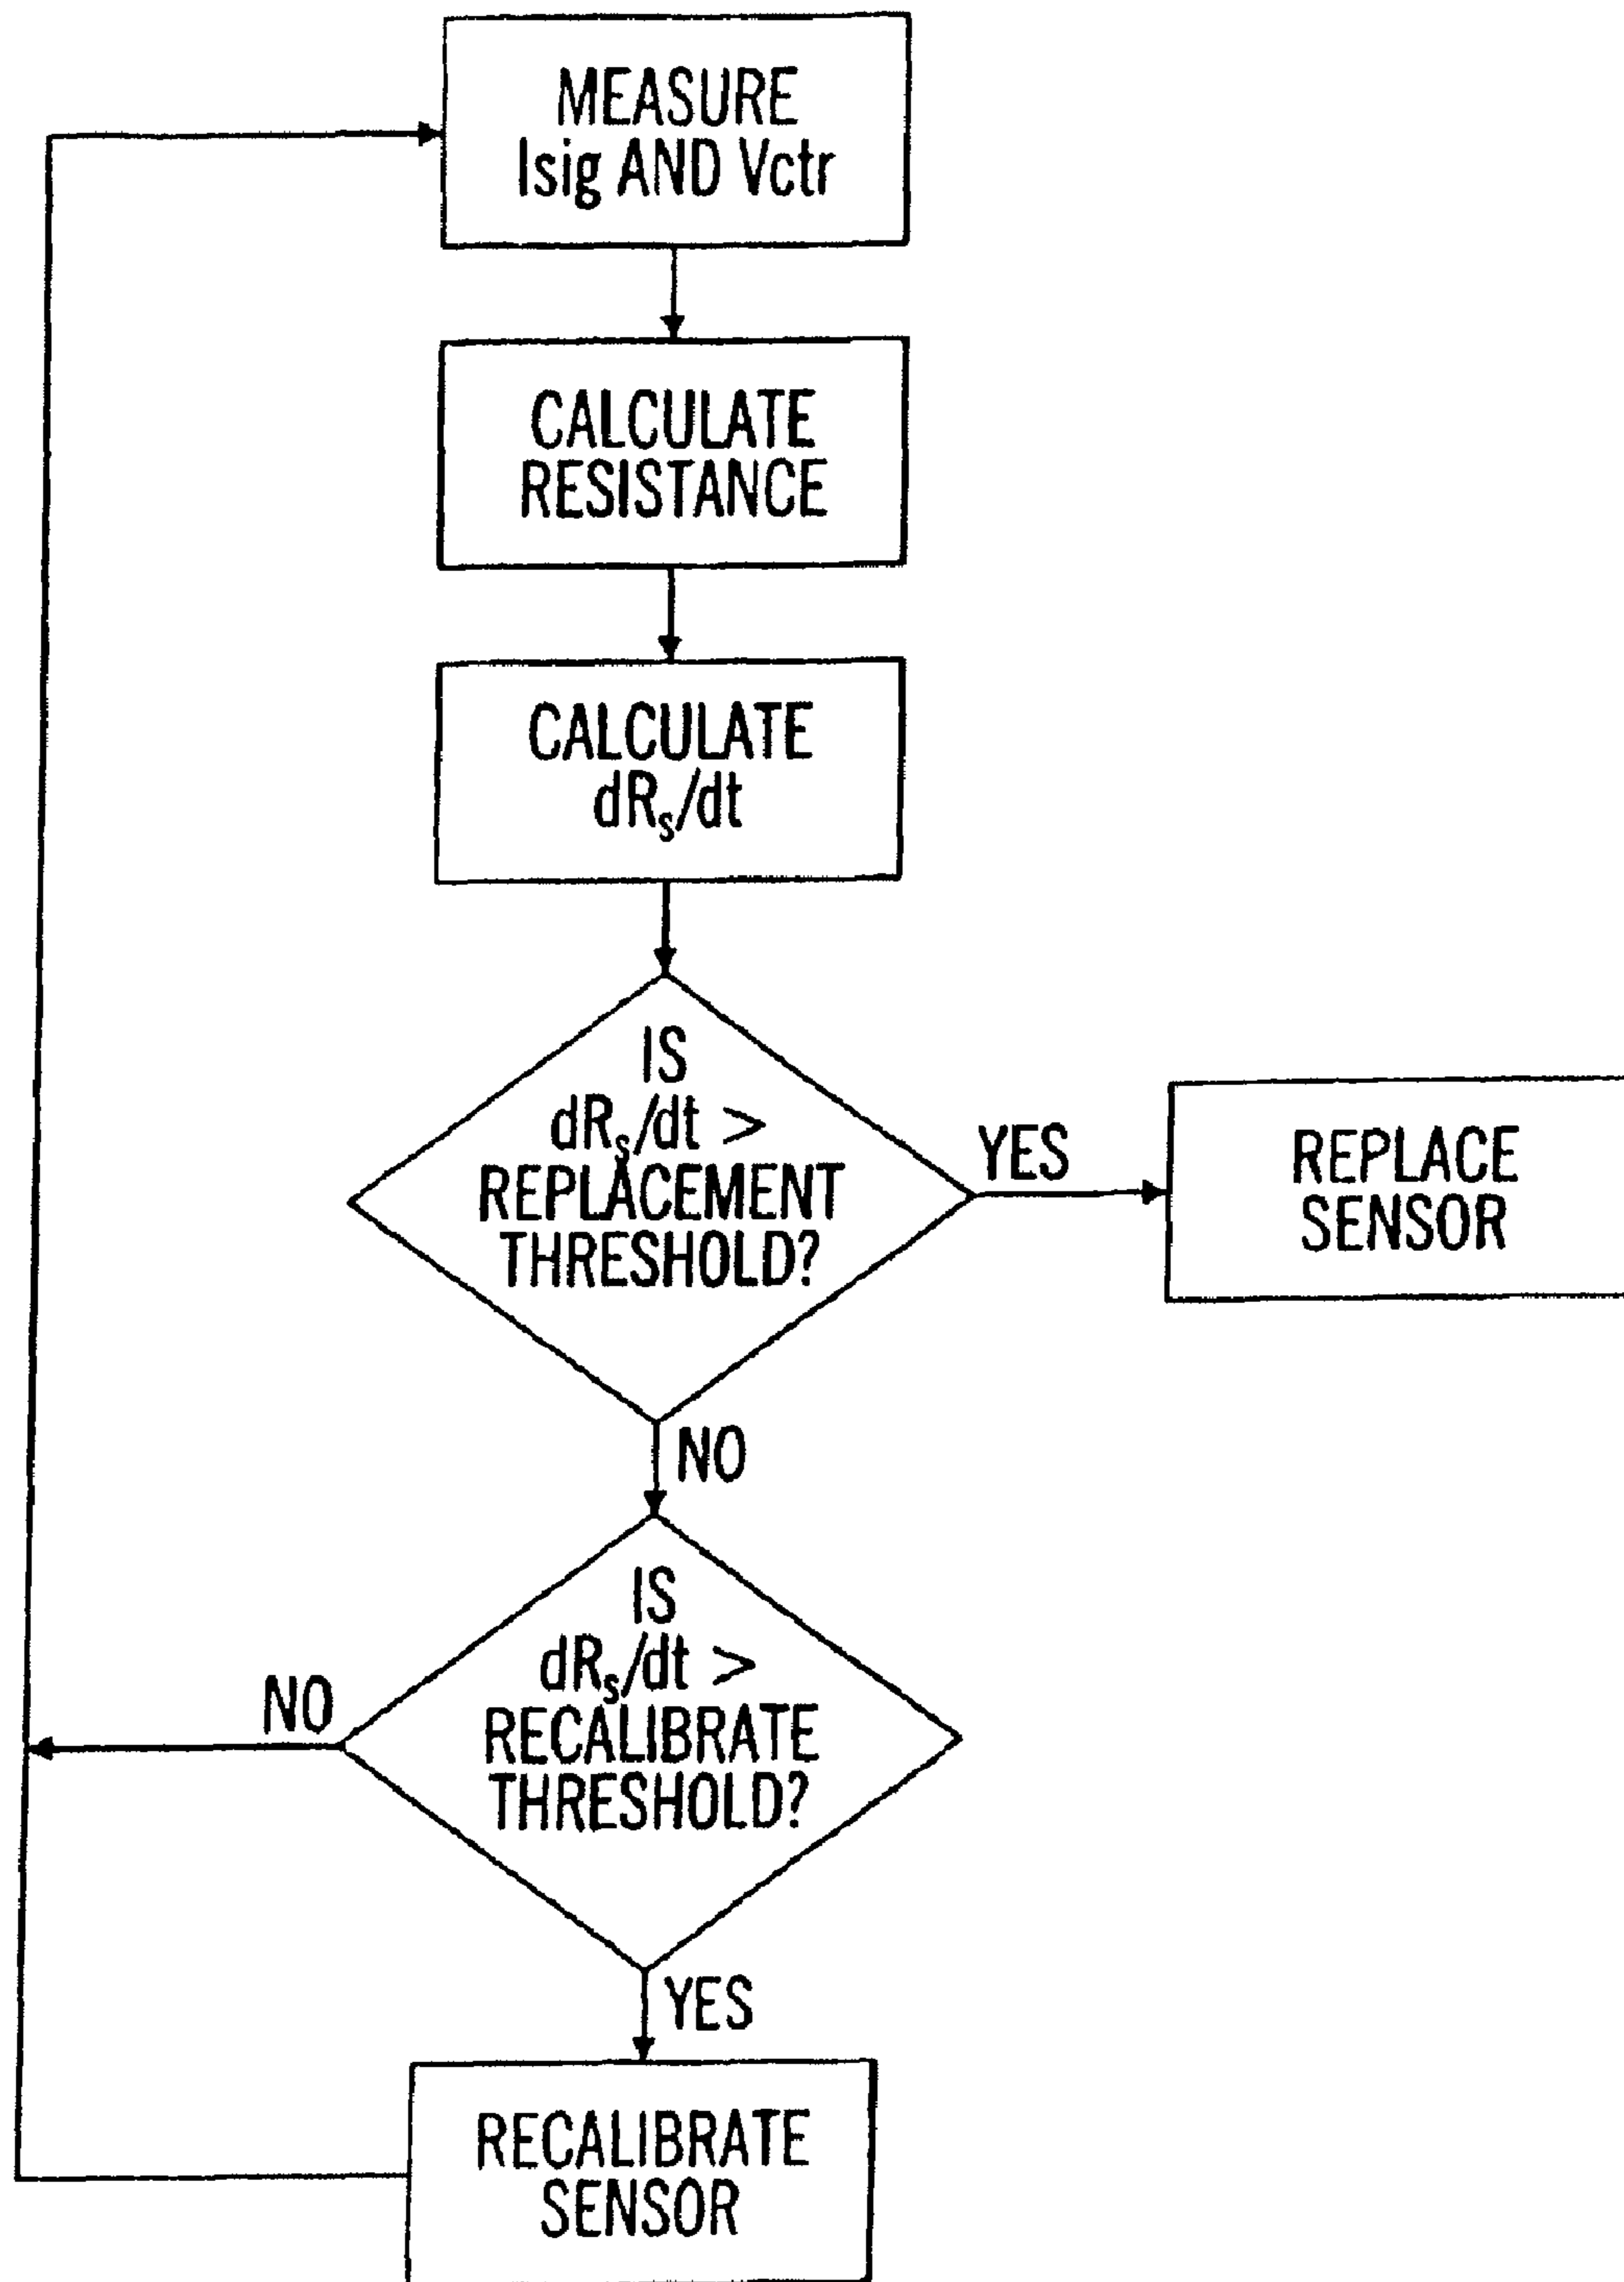 MEASURE
Isig AND Vctr
CALCULATE
RESISTANCE
CALCULATE
dRs/dt
IS
dRs/dt >
REPLACEMENT
THRESHOLD?
YES
REPLACE
SENSOR
NO
IS
dRs/dt >
RECALIBRATE
THRESHOLD?
NO
YES
RECALIBRATE
SENSOR